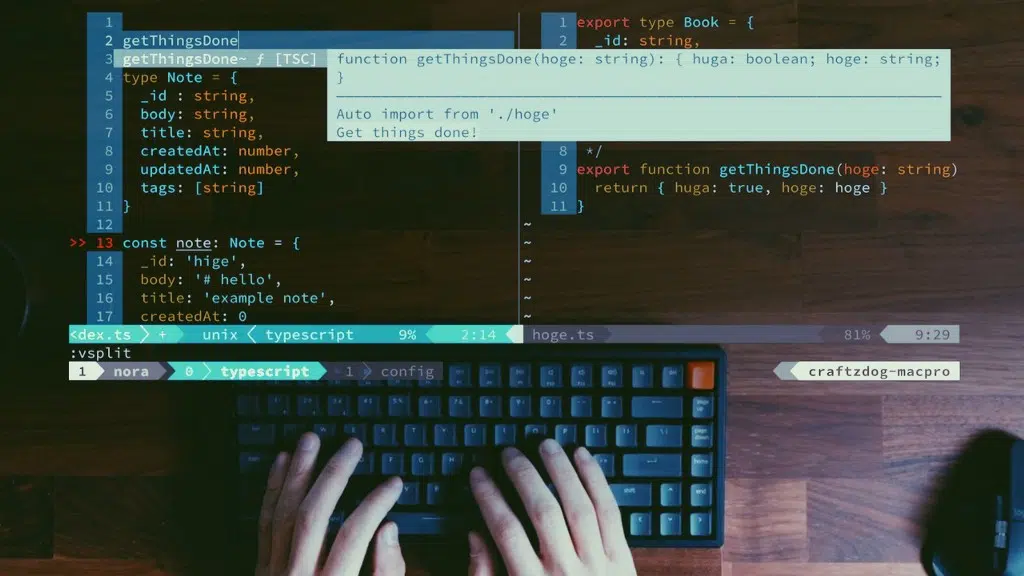 1
2 getThingsDone
3 getThingsDone~ ƒ [TSC]
4 type Note = {
5 _id : string,
6 body: string,
7 title: string,
8 createdAt: number,
9 updatedAt: number,
10 tags: [string]
11 }
12
>> 13 const note: Note = {
14 _id: 'hige',
15 body: '# hello',
16 title: 'example note',
17 createdAt: 0
function getThingsDone(hoge: string): { huga: boolean; hoge: string;
}
Auto import from './hoge'
Get things done!
1 export type Book = {
2 _id: string,
8 */
9 export function getThingsDone(hoge: string)
10 return { huga: true, hoge: hoge }
11 }
~
~
~
~
~
~
<dex.ts + unix typescript 9% 2:14
hoge.ts 81% 9:29
:vsplit
1 nora 0 typescript 1 config
craftzdog-macpro